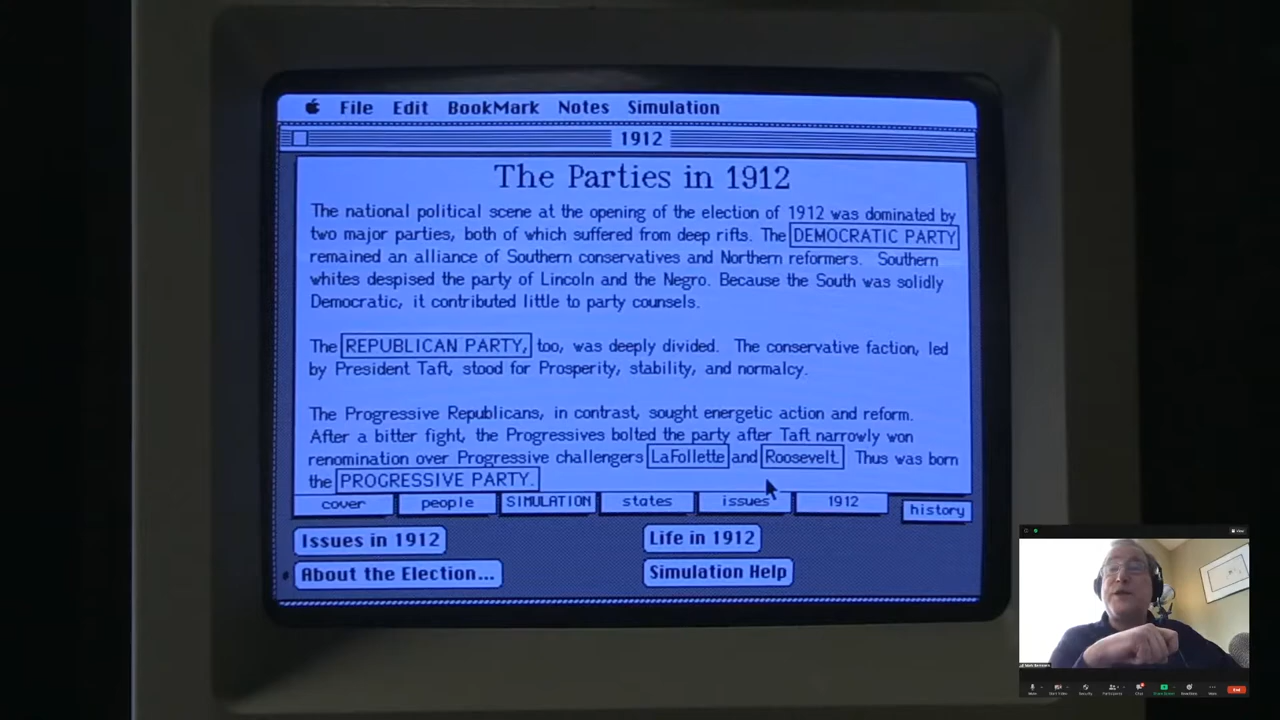 File Edit BookMark Notes Simulation
1912
The Parties in 1912
The national political scene at the opening of the election of 1912 was dominated by
two major parties, both of which suffered from deep rifts. The DEMOCRATIC PARTY
remained an alliance of Southern conservatives and Northern reformers. Southern
whites despised the party of Lincoln and the Negro. Because the South was solidly
Democratic, it contributed little to party counsels.
The REPUBLICAN PARTY, too, was deeply divided. The conservative faction, led
by President Taft, stood for Prosperity, stability, and normalcy.
The Progressive Republicans, in contrast, sought energetic action and reform.
After a bitter fight, the Progressives bolted the party after Taft narrowly won
renomination over Progressive challengers LaFollette and Roosevelt. Thus was born
the PROGRESSIVE PARTY.
cover people SIMULATION states issues 1912 history
Issues in 1912 Life in 1912
About the Election... Simulation Help
View
End